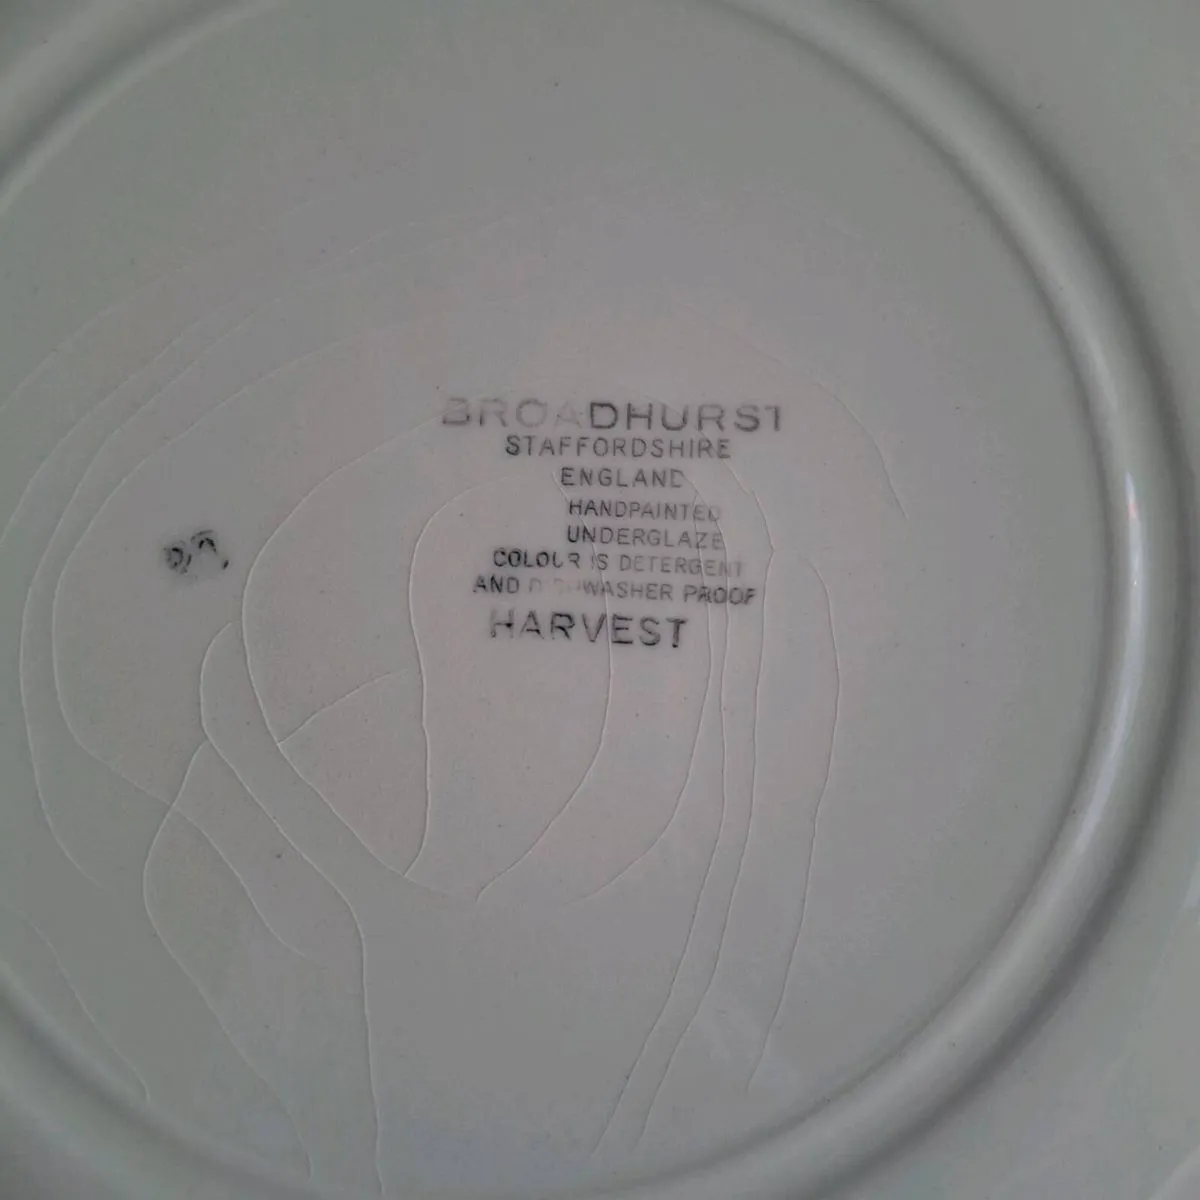 BROADHURST
STAFFORDSHIRE
ENGLAND
HANDPAINTED
UNDERGLAZE
COLOUR IS DETERGENT
AND DISHWASHER PROOF
HARVEST